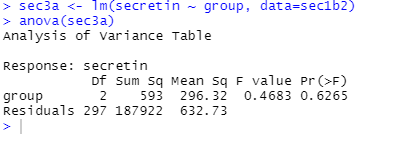 > sec3a <- lm(secretin ~ group, data=sec1b2)
> anova(sec3a)
Analysis of Variance Table

Response: secretin
           Df Sum Sq Mean Sq F value Pr(>F)
group       2    593  296.32  0.4683 0.6265
Residuals 297 187922  632.73
>